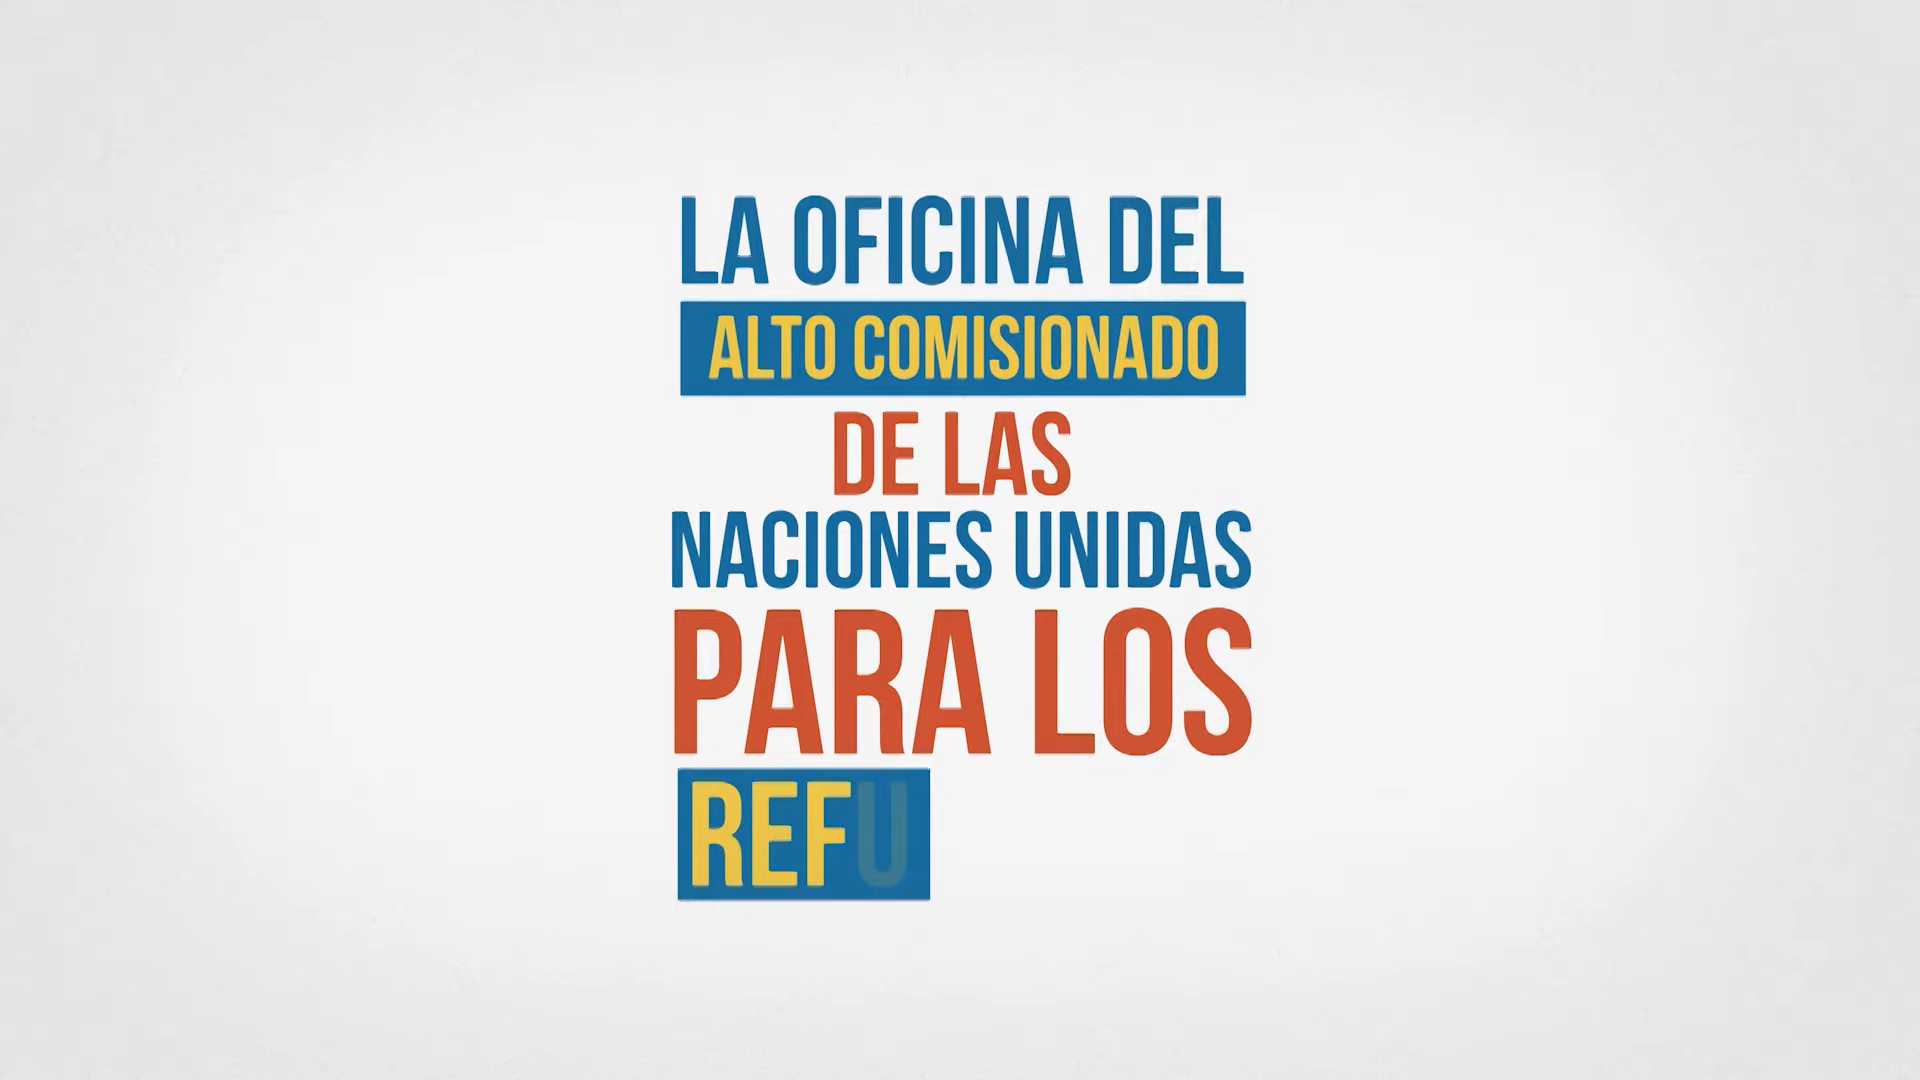 LA OFICINA DEL
ALTO COMISIONADO
DE LAS
NACIONES UNIDAS
PARA LOS
REFU